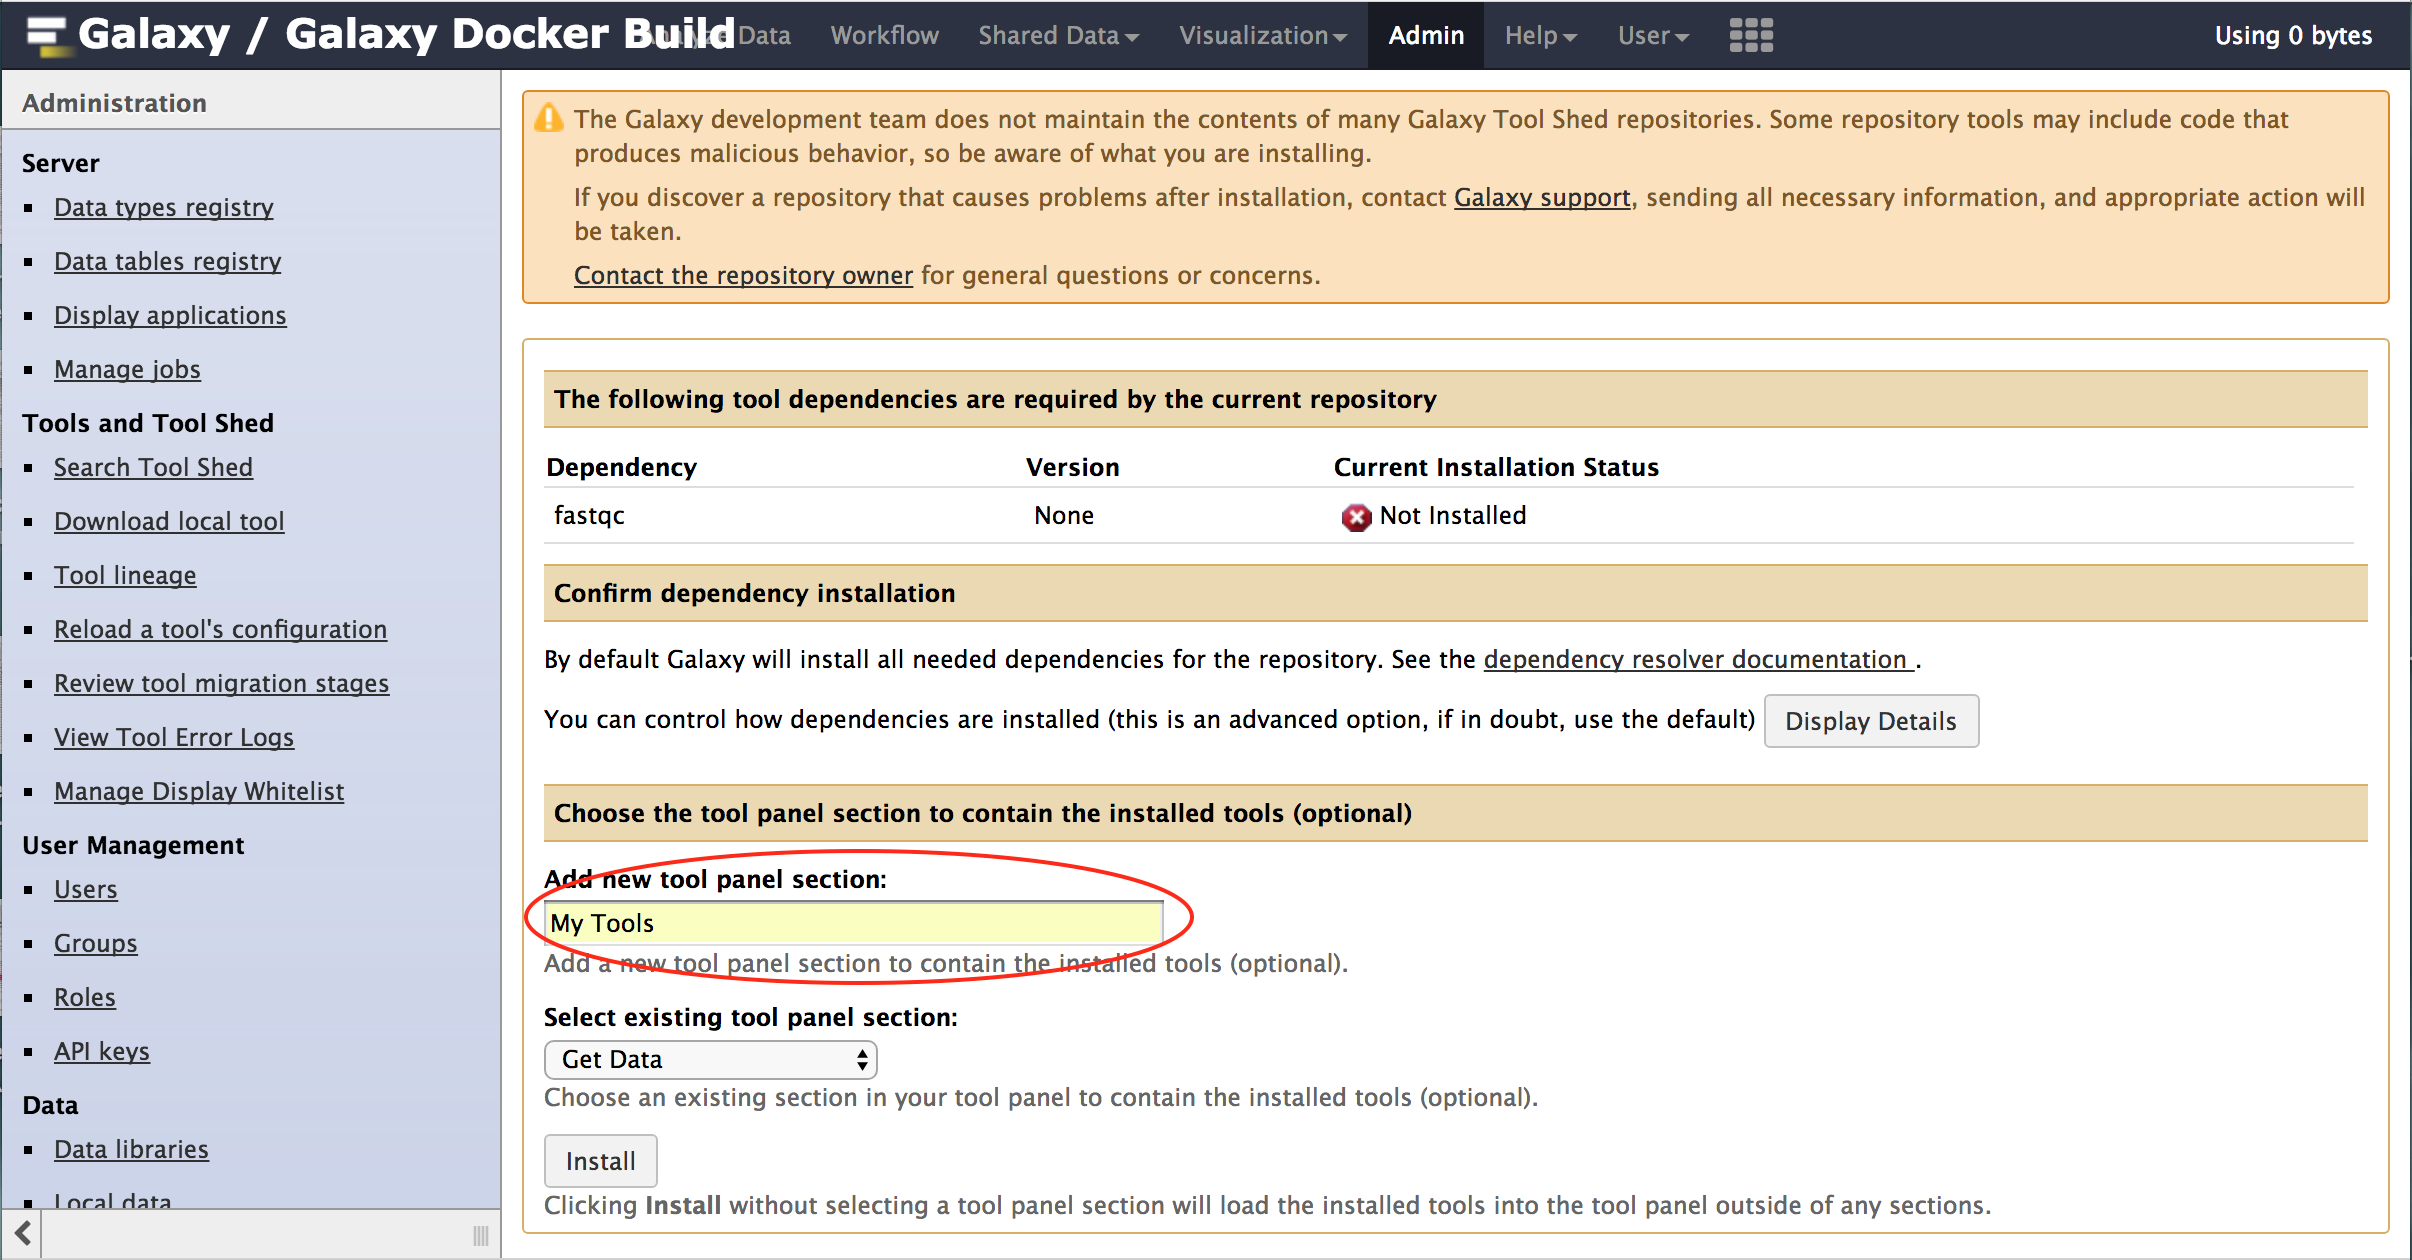 Galaxy / Galaxy Docker Build Data Workflow Shared Data Visualization Admin Help User Using 0 bytes
Administration
Server
Data types registry
Data tables registry
Display applications
Manage jobs
Tools and Tool Shed
Search Tool Shed
Download local tool
Tool lineage
Reload a tool's configuration
Review tool migration stages
View Tool Error Logs
Manage Display Whitelist
User Management
Users
Groups
Roles
API keys
Data
Data libraries
Local data
The Galaxy development team does not maintain the contents of many Galaxy Tool Shed repositories. Some repository tools may include code that
produces malicious behavior, so be aware of what you are installing.
If you discover a repository that causes problems after installation, contact Galaxy support, sending all necessary information, and appropriate action will
be taken.
Contact the repository owner for general questions or concerns.
The following tool dependencies are required by the current repository
Dependency Version Current Installation Status
fastqc None Not Installed
Confirm dependency installation
By default Galaxy will install all needed dependencies for the repository. See the dependency resolver documentation .
You can control how dependencies are installed (this is an advanced option, if in doubt, use the default) Display Details
Choose the tool panel section to contain the installed tools (optional)
Add new tool panel section:
My Tools
Add a new tool panel section to contain the installed tools (optional).
Select existing tool panel section:
Get Data
Choose an existing section in your tool panel to contain the installed tools (optional).
Install
Clicking Install without selecting a tool panel section will load the installed tools into the tool panel outside of any sections.